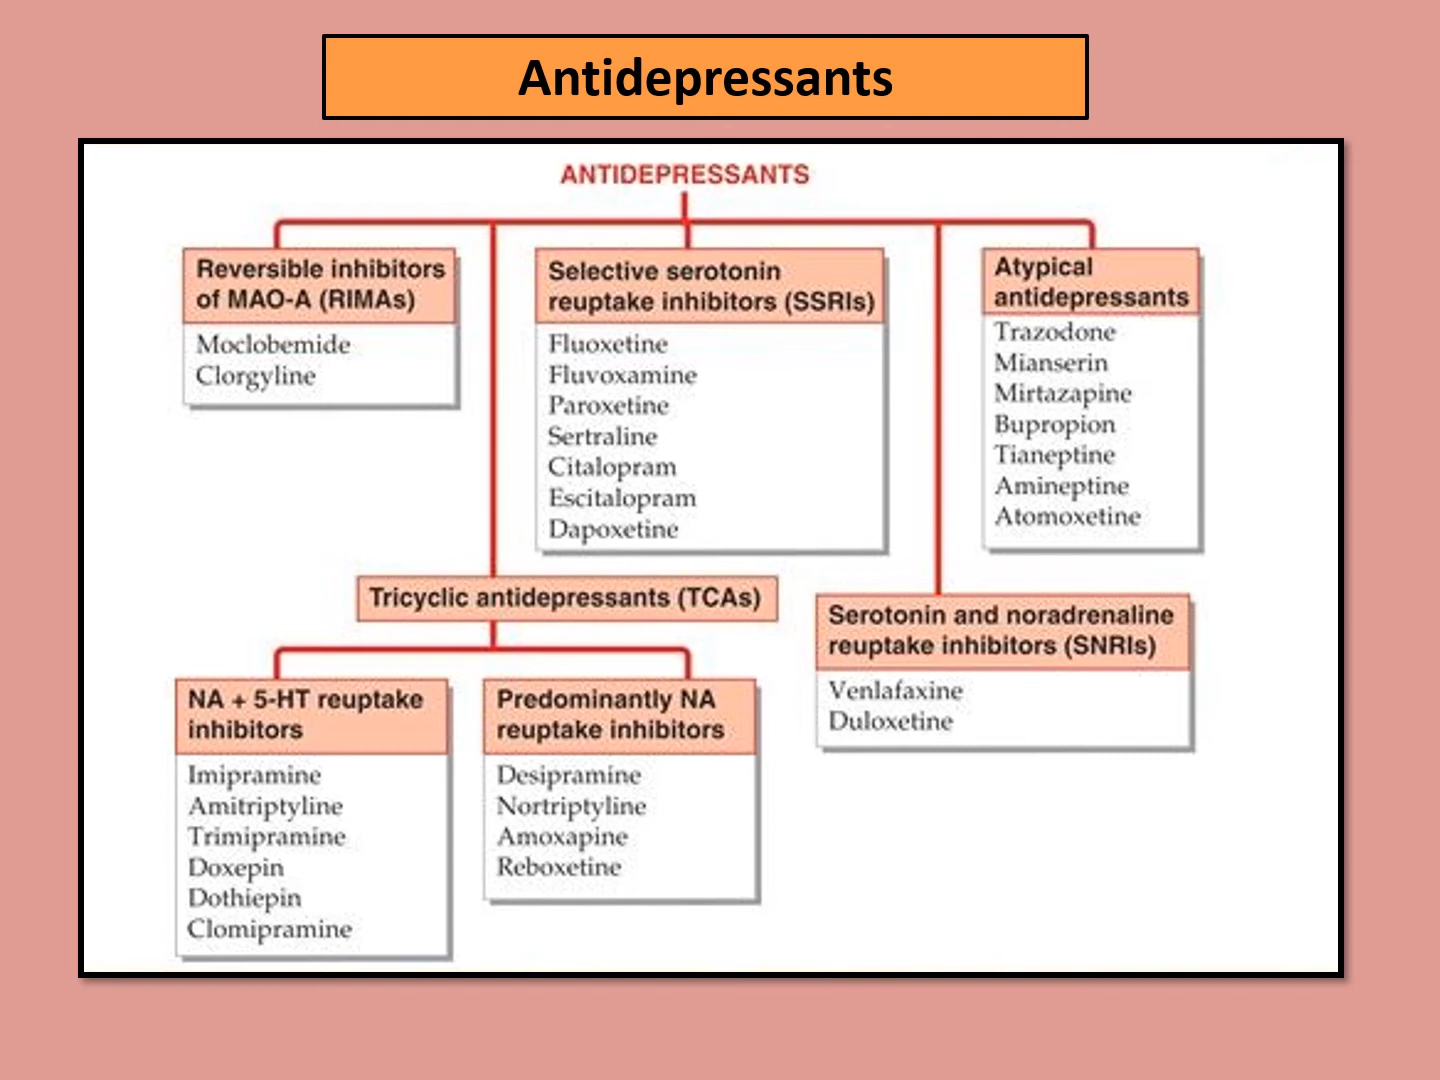 Antidepressants
ANTIDEPRESSANTS
Reversible inhibitors
of MAO-A (RIMAs)
Moclobemide
Clorgyline
Selective serotonin
reuptake inhibitors (SSRIs)
Fluoxetine
Fluvoxamine
Paroxetine
Sertraline
Citalopram
Escitalopram
Dapoxetine
Atypical
antidepressants
Trazodone
Mianserin
Mirtazapine
Bupropion
Tianeptine
Amineptine
Atomoxetine
Tricyclic antidepressants (TCAs)
NA + 5-HT reuptake
inhibitors
Imipramine
Amitriptyline
Trimipramine
Doxepin
Dothiepin
Clomipramine
Predominantly NA
reuptake inhibitors
Desipramine
Nortriptyline
Amoxapine
Reboxetine
Serotonin and noradrenaline
reuptake inhibitors (SNRIs)
Venlafaxine
Duloxetine